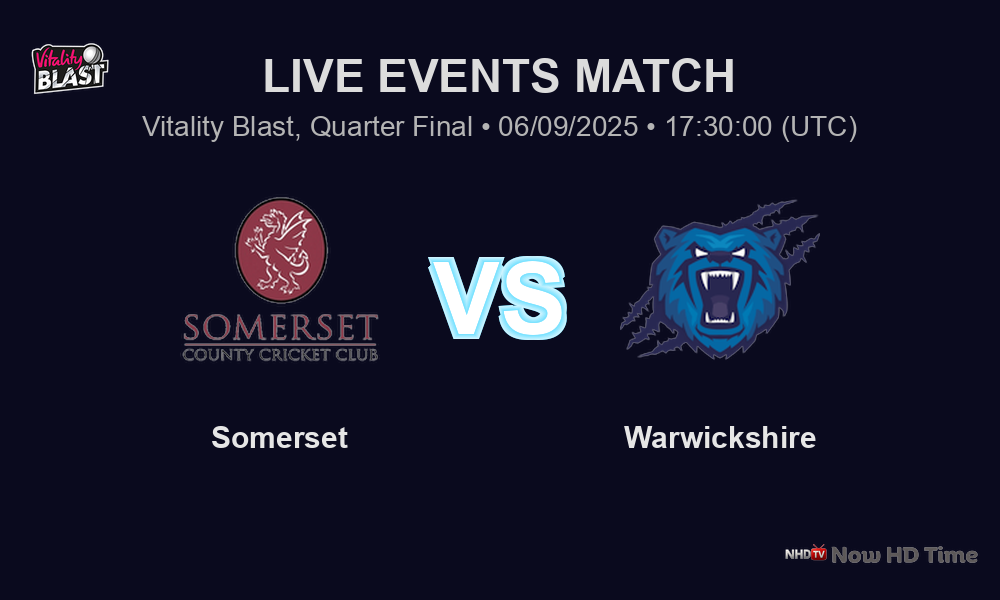 Vitality
BLAST
LIVE EVENTS MATCH
Vitality Blast, Quarter Final • 06/09/2025 • 17:30:00 (UTC)
SOMERSET
COUNTY CRICKET CLUB
VS
Somerset
Warwickshire
NHDTV Now HD Time